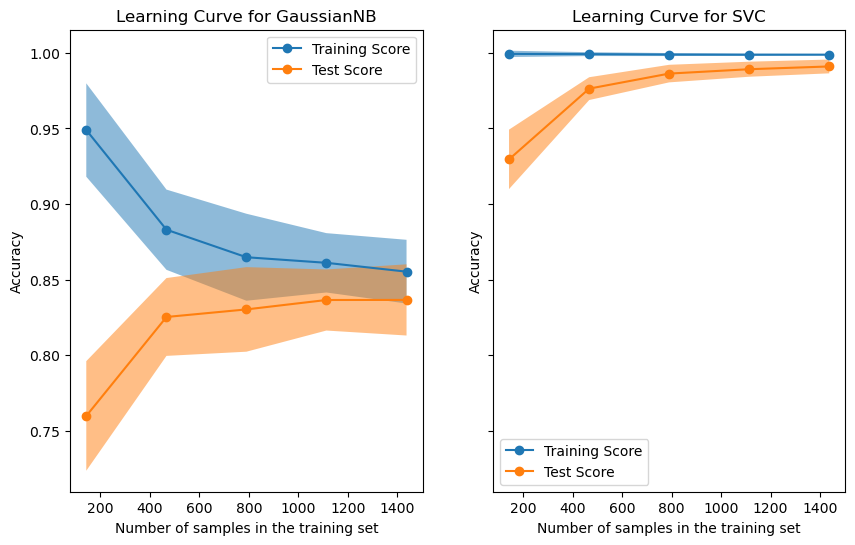 Learning Curve for GaussianNB
Accuracy
1.00
0.95
0.90
0.85
0.80
0.75
Training Score
Test Score
200 400 600 800 1000 1200 1400
Number of samples in the training set
Learning Curve for SVC
Accuracy
Training Score
Test Score
200 400 600 800 1000 1200 1400
Number of samples in the training set